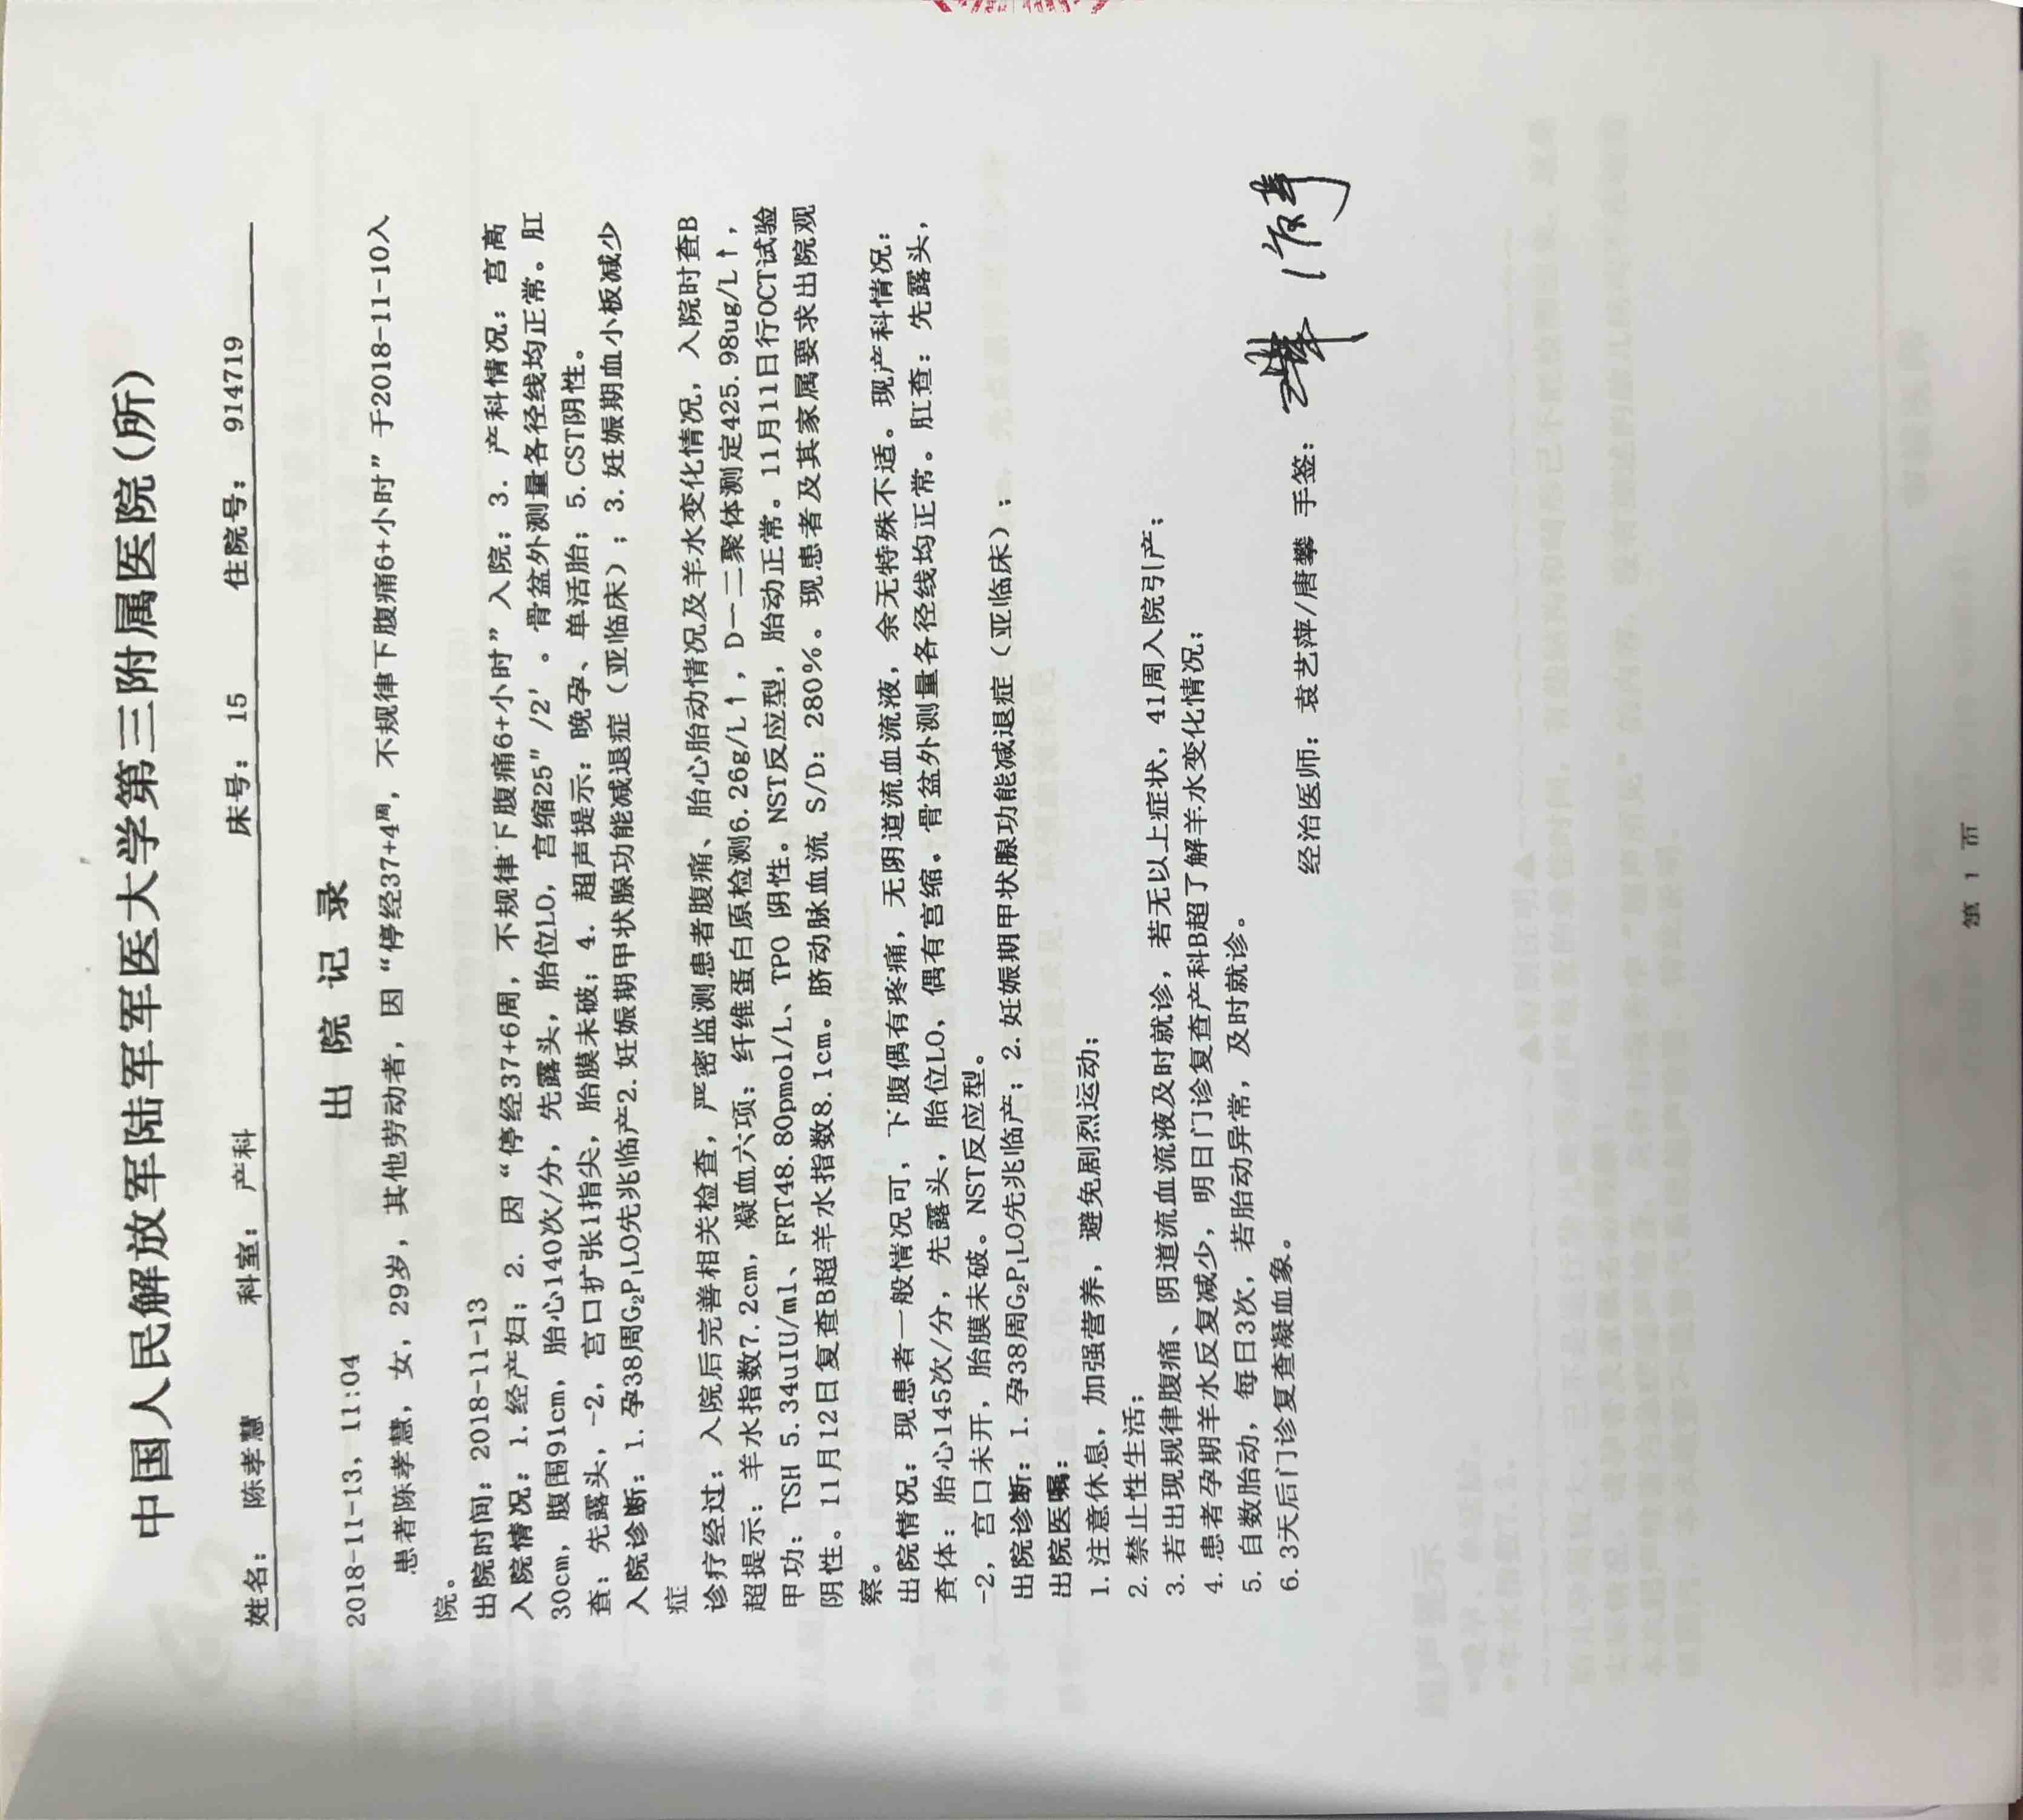 中国人民解放军陆军军医大学第三附属医院(所)
姓名： 陈孝慧 科室： 产科 床号： 15 住院号： 914719
出 院 记 录
2018-11-13, 11:04
患者陈孝慧，女，29岁，其他劳动者，因“停经37+4周，不规律下腹痛6+小时”于2018-11-10入
院。
出院时间：2018-11-13
入院情况：1.经产妇；2. 因“停经37+6周，不规律下腹痛6+小时”入院；3. 产科情况：宫高
30cm，腹围91cm，胎心140次/分，先露头，胎位LO，宫缩25″/2′。骨盆外测量各径线均正常。肛
查：先露头，-2，宫口扩张1指尖，胎膜未破；4. 超声提示：晚孕、单活胎；5.CST阴性。
入院诊断：1.孕38周G₂P₁LO先兆临产2.妊娠期甲状腺功能减退症（亚临床）；3.妊娠期血小板减少
症
诊疗经过：入院后完善相关检查，严密监测患者腹痛、胎心胎动情况及羊水变化情况，入院时查B
超提示：羊水指数7.2cm，凝血六项：纤维蛋白原检测6.26g/L↑，D一二聚体测定425.98ug/L↑，
甲功：TSH 5.34uIU/ml、FRT48.80pmol/L、TPO 阴性。NST反应型，胎动正常。11月11日行OCT试验
阴性。11月12日复查B超羊水指数8.1cm。脐动脉血流 S/D：280%。现患者及其家属要求出院观
察。
出院情况：现患者一般情况可，下腹偶有疼痛，无阴道流血流液，余无特殊不适。现产科情况：
查体：胎心145次/分，先露头，胎位LO，偶有宫缩。骨盆外测量各径线均正常。肛查：先露头，
-2，宫口未开，胎膜未破。NST反应型。
出院诊断：1.孕38周G₂P₁LO先兆临产；2.妊娠期甲状腺功能减退症（亚临床）；
出院医嘱：
1.注意休息，加强营养，避免剧烈运动；
2.禁止性生活；
3.若出现规律腹痛、阴道流血流液及时就诊，若无以上症状，41周入院引产；
4.患者孕期羊水反复减少，明日门诊复查产科B超了解羊水变化情况；
5.自数胎动，每日3次，若胎动异常，及时就诊。
6.3天后门诊复查凝血象。
经治医师：袁艺萍/唐攀 手签：
超声提示
•晚孕，单活胎。
•羊水指数7.2。
第 1 页